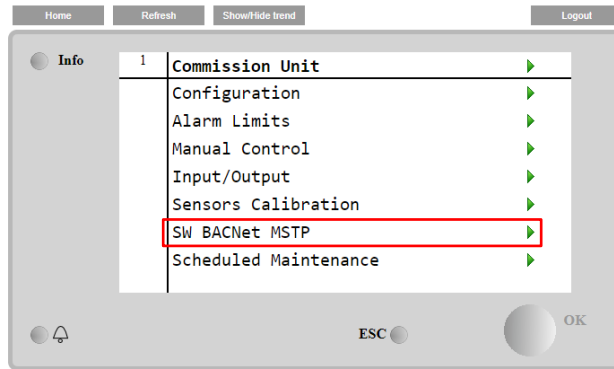 Home Refresh Show/Hide trend Logout
Info 1 Commission Unit
Configuration
Alarm Limits
Manual Control
Input/Output
Sensors Calibration
SW BACNet MSTP
Scheduled Maintenance
ESC OK